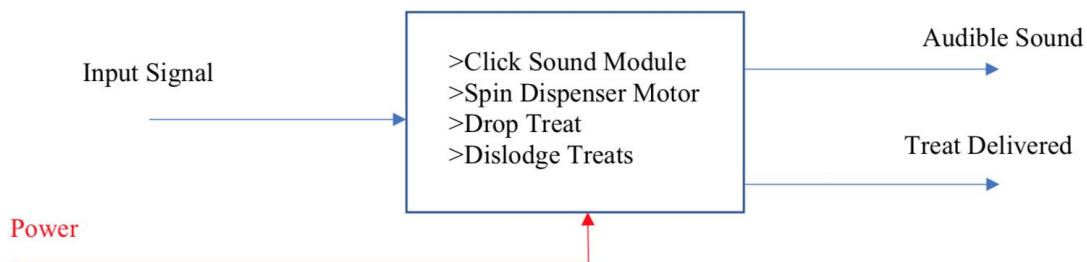 Audible Sound
Input Signal
>Click Sound Module
>Spin Dispenser Motor
>Drop Treat
>Dislodge Treats
Treat Delivered
Power